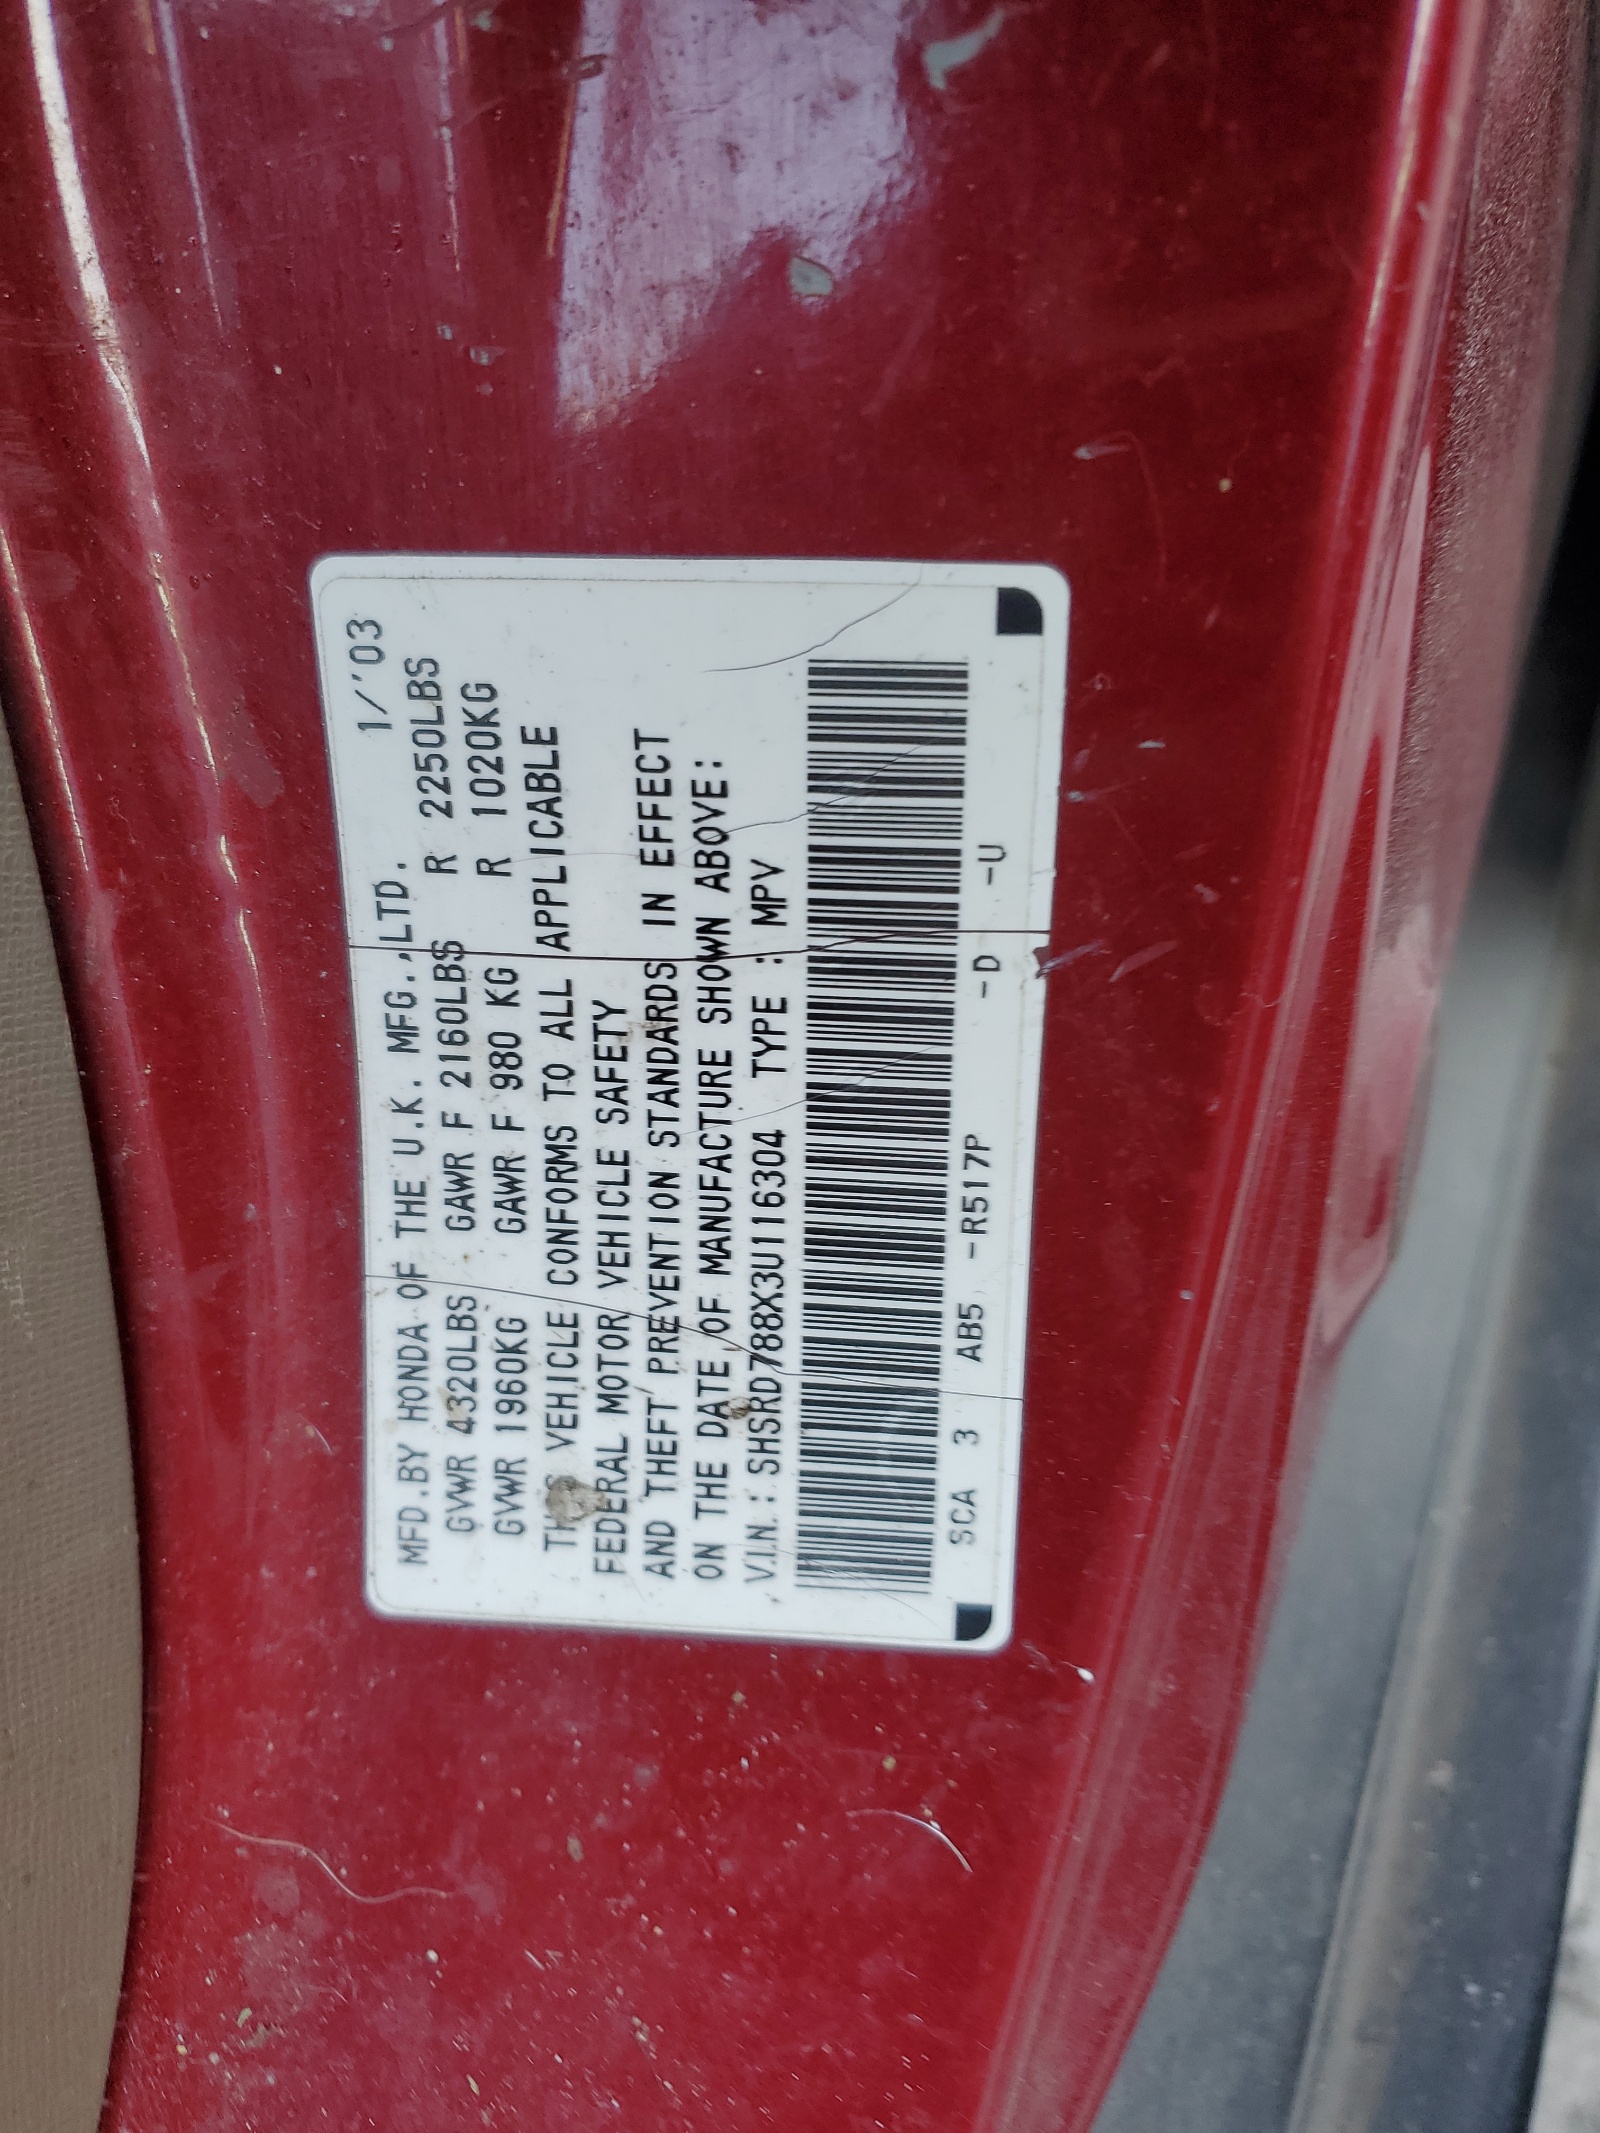 1/'03
MFD.BY HONDA OF THE U.K. MFG.,LTD.
GVWR 4320LBS GAWR F 2160LBS R 2250LBS
GVWR 1960KG GAWR F 980 KG R 1020KG
THIS VEHICLE CONFORMS TO ALL APPLICABLE
FEDERAL MOTOR VEHICLE SAFETY
AND THEFT PREVENTION STANDARDS IN EFFECT
ON THE DATE OF MANUFACTURE SHOWN ABOVE:
V.I.N.: SHSRD788X3U116304 TYPE : MPV
SCA 3 AB5 -R517P -D -U